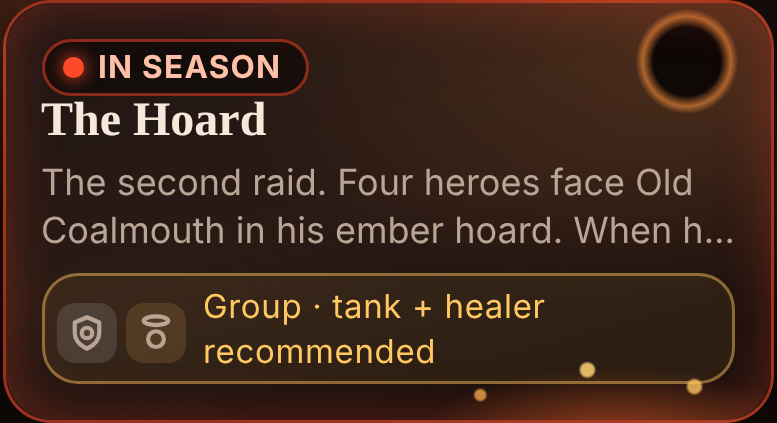 IN SEASON
The Hoard
The second raid. Four heroes face Old
Coalmouth in his ember hoard. When h...
Group · tank + healer
recommended